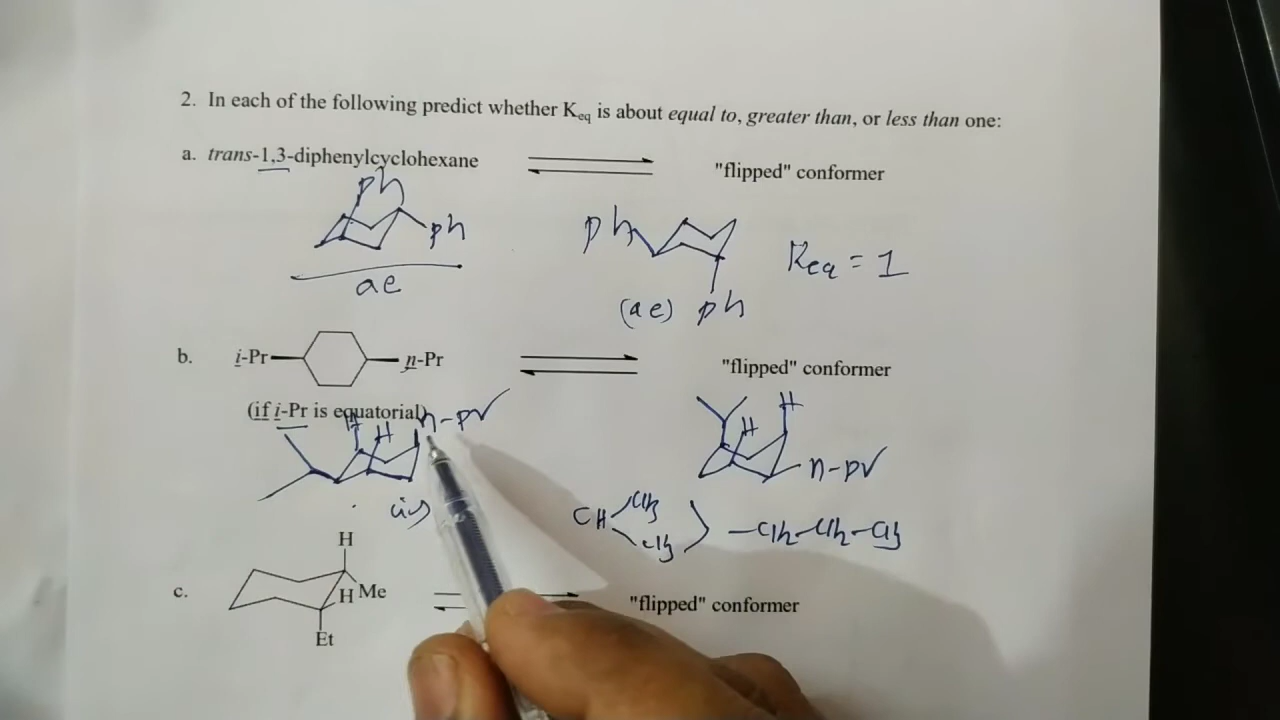 2. In each of the following predict whether Keq is about equal to, greater than, or less than one:
a. trans-1,3-diphenylcyclohexane "flipped" conformer
ph
ph
ae
ph
(ae) ph
Keq = 1
b. i-Pr n-Pr "flipped" conformer
(if i-Pr is equatorial)
H H n-pr
cis
H H
n-pr
CH CH3 CH3 -CH2-CH2-CH3
c. H
H Me
Et
"flipped" conformer